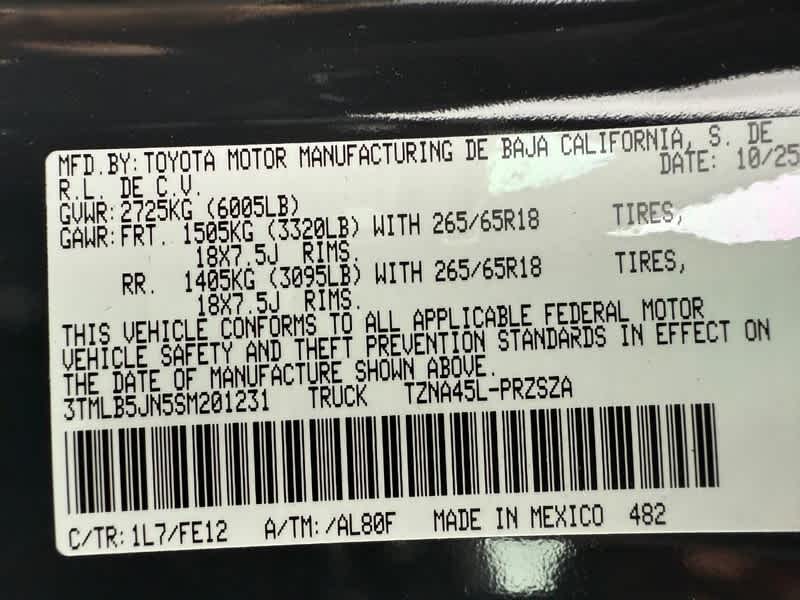 MFD.BY:TOYOTA MOTOR MANUFACTURING DE BAJA CALIFORNIA, S. DE
R.L. DE C.V. DATE: 10/25
GVWR:2725KG (6005LB)
GAWR:FRT. 1505KG (3320LB) WITH 265/65R18 TIRES,
18X7.5J RIMS.
RR. 1405KG (3095LB) WITH 265/65R18 TIRES,
18X7.5J RIMS.
THIS VEHICLE CONFORMS TO ALL APPLICABLE FEDERAL MOTOR
VEHICLE SAFETY AND THEFT PREVENTION STANDARDS IN EFFECT ON
THE DATE OF MANUFACTURE SHOWN ABOVE.
3TMLB5JN5SM201231 TRUCK TZNA45L-PRZSZA
C/TR:1L7/FE12 A/TM:/AL80F MADE IN MEXICO 482